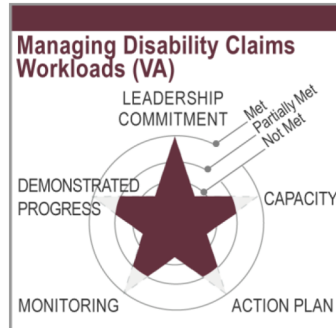 Managing Disability Claims
Workloads (VA)
LEADERSHIP
COMMITMENT
Met
Partially Met
Not Met
DEMONSTRATED
PROGRESS
CAPACITY
MONITORING
ACTION PLAN